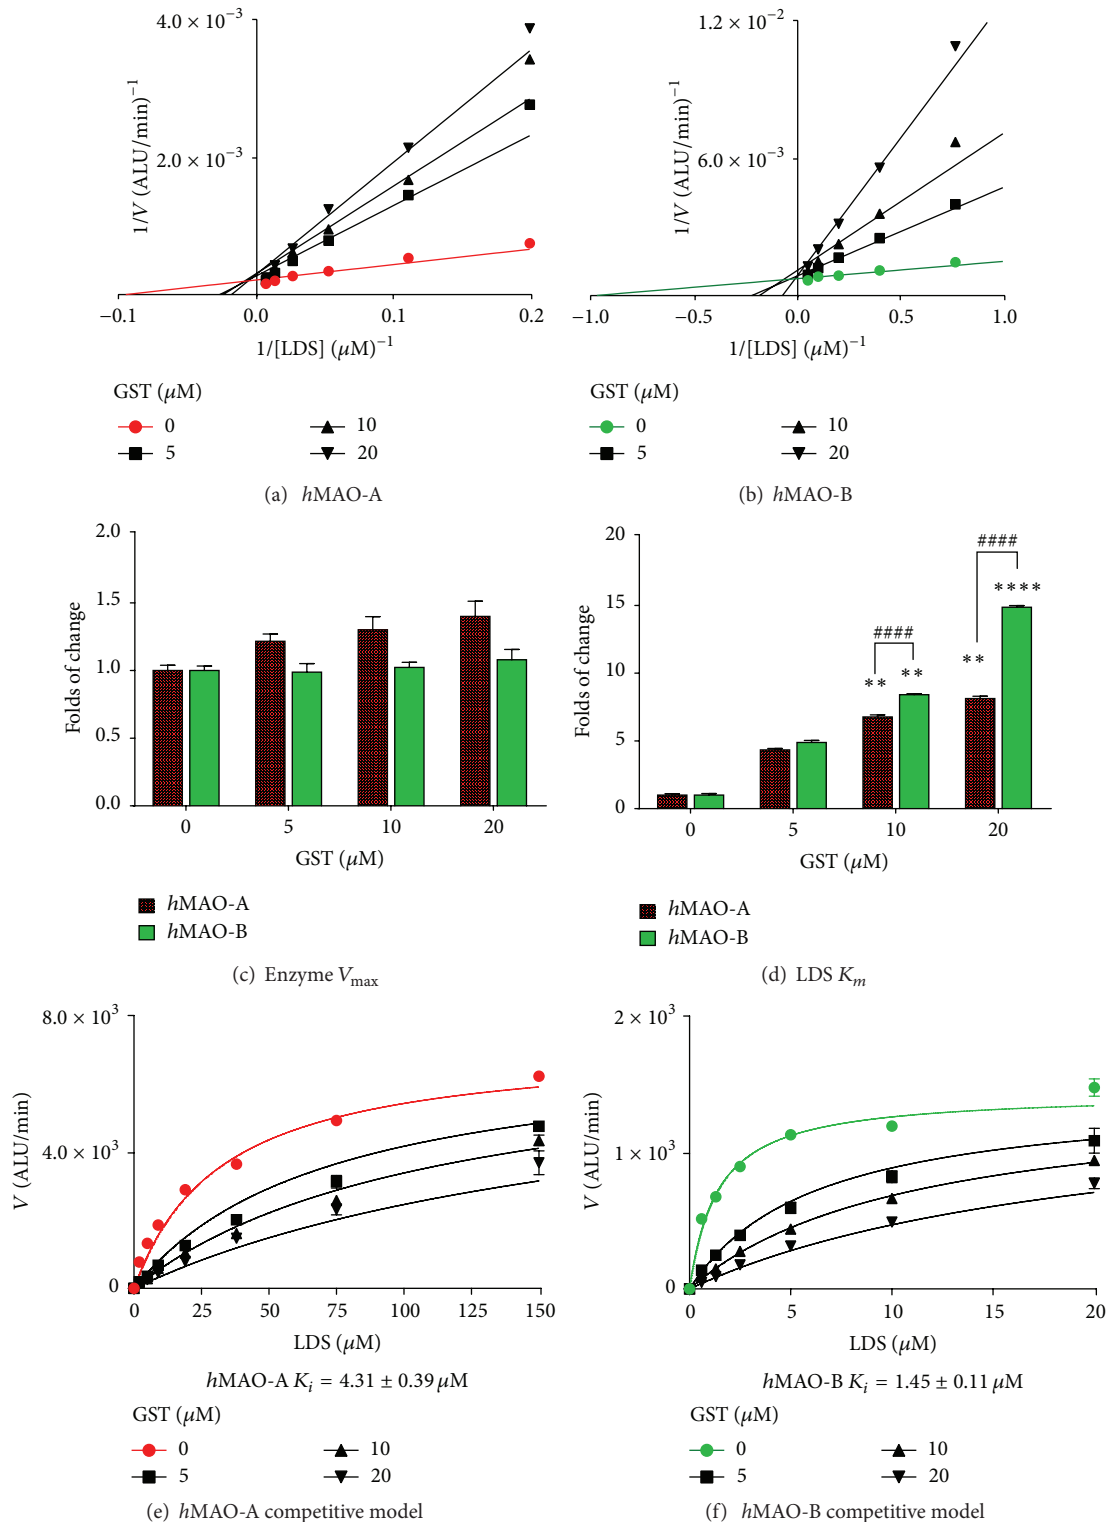 4.0 × 10⁻³
2.0 × 10⁻³
1/V (ALU/min)⁻¹
−0.1 0.0 0.1 0.2
1/[LDS] (μM)⁻¹
GST (μM)
0 10
5 20
(a) hMAO-A
1.2 × 10⁻²
6.0 × 10⁻³
1/V (ALU/min)⁻¹
−1.0 −0.5 0.0 0.5 1.0
1/[LDS] (μM)⁻¹
GST (μM)
0 10
5 20
(b) hMAO-B
2.0
1.5
1.0
0.5
0.0
Folds of change
0 5 10 20
GST (μM)
hMAO-A
hMAO-B
(c) Enzyme Vmax
20
15
10
5
0
Folds of change
####
****
####
**
** **
0 5 10 20
GST (μM)
hMAO-A
hMAO-B
(d) LDS Km
8.0 × 10³
4.0 × 10³
0
V (ALU/min)
0 25 50 75 100 125 150
LDS (μM)
hMAO-A Ki = 4.31 ± 0.39 μM
GST (μM)
0 10
5 20
(e) hMAO-A competitive model
2 × 10³
1 × 10³
0
V (ALU/min)
0 5 10 15 20
LDS (μM)
hMAO-B Ki = 1.45 ± 0.11 μM
GST (μM)
0 10
5 20
(f) hMAO-B competitive model